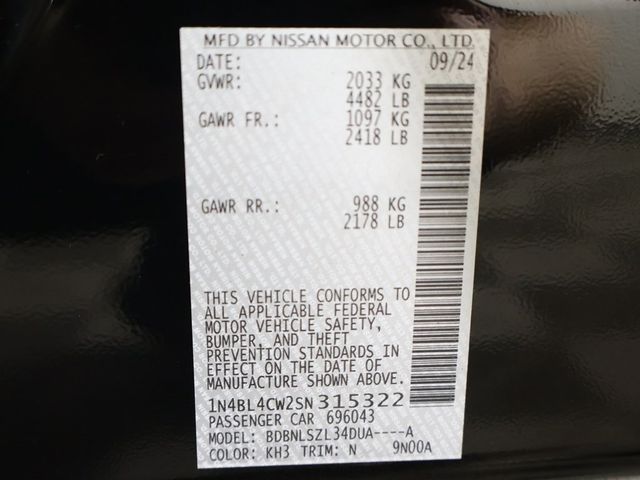 MFD BY NISSAN MOTOR CO., LTD.
DATE: 09/24
GVWR: 2033 KG
4482 LB
GAWR FR.: 1097 KG
2418 LB
GAWR RR.: 988 KG
2178 LB
THIS VEHICLE CONFORMS TO
ALL APPLICABLE FEDERAL
MOTOR VEHICLE SAFETY,
BUMPER, AND THEFT
PREVENTION STANDARDS IN
EFFECT ON THE DATE OF
MANUFACTURE SHOWN ABOVE.
1N4BL4CW2SN315322
PASSENGER CAR 696043
MODEL: BDBNLSZL34DUA----A
COLOR: KH3 TRIM: N 9N00A